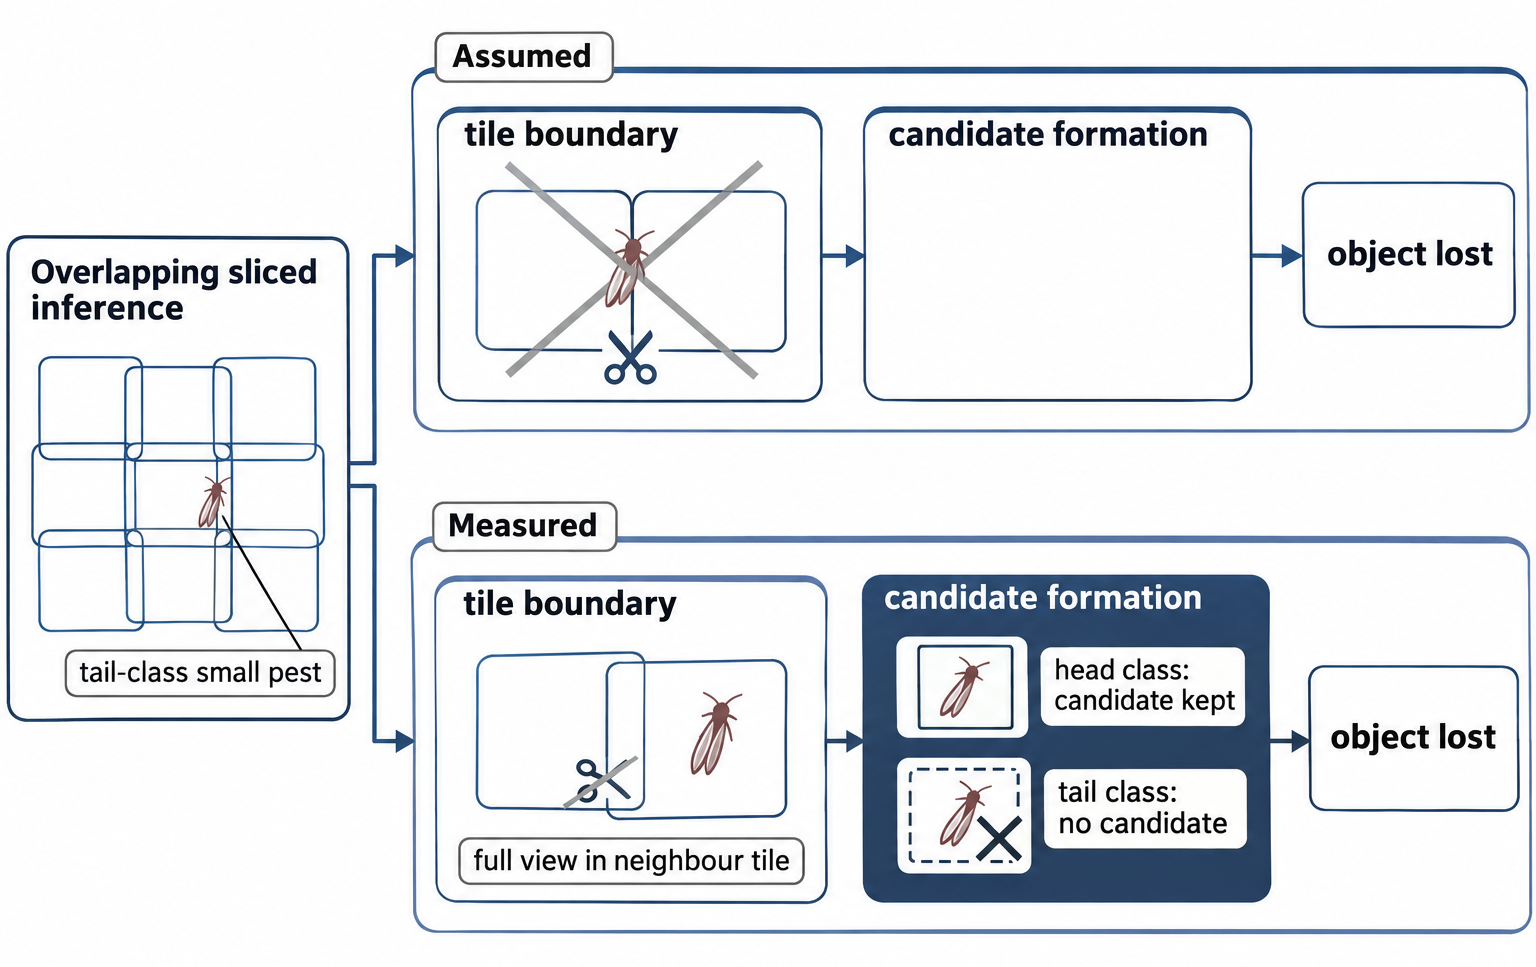 Overlapping sliced
inference
tail-class small pest
Assumed
tile boundary
candidate formation
object lost
Measured
tile boundary
full view in neighbour tile
candidate formation
head class:
candidate kept
tail class:
no candidate
object lost